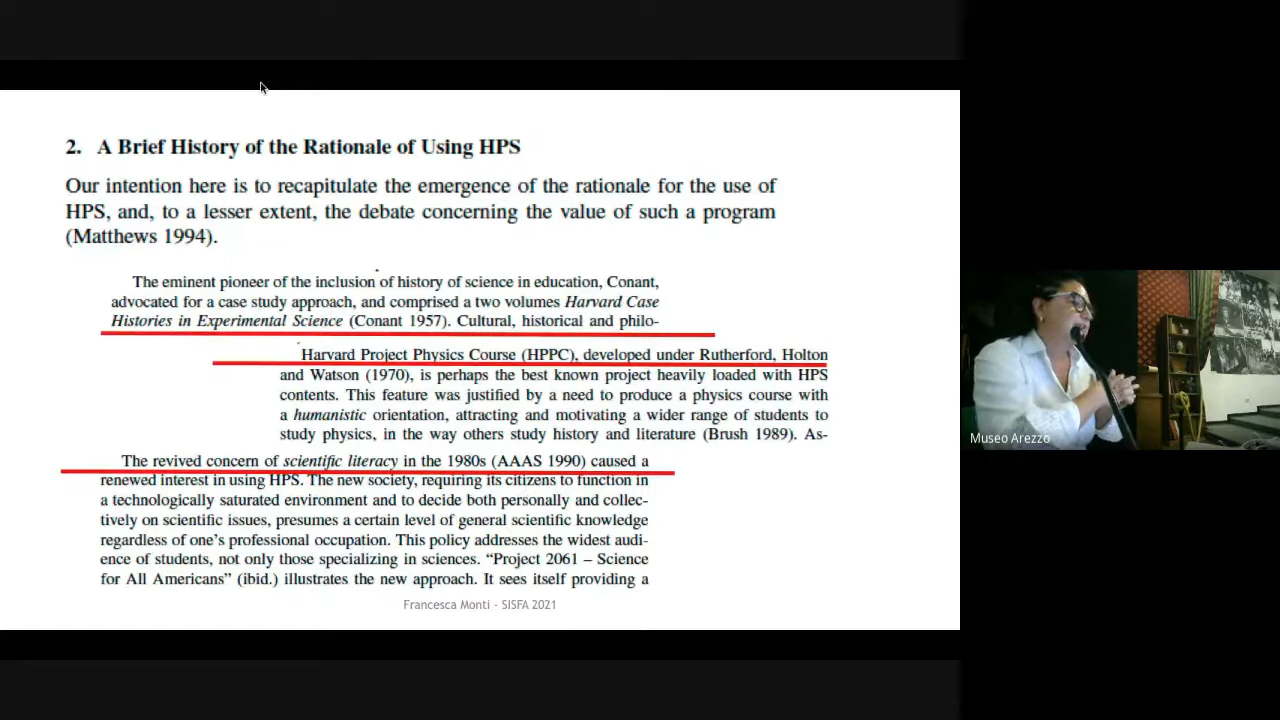 2. A Brief History of the Rationale of Using HPS
Our intention here is to recapitulate the emergence of the rationale for the use of
HPS, and, to a lesser extent, the debate concerning the value of such a program
(Matthews 1994).
The eminent pioneer of the inclusion of history of science in education, Conant,
advocated for a case study approach, and comprised a two volumes Harvard Case
Histories in Experimental Science (Conant 1957). Cultural, historical and philo-
Harvard Project Physics Course (HPPC), developed under Rutherford, Holton
and Watson (1970), is perhaps the best known project heavily loaded with HPS
contents. This feature was justified by a need to produce a physics course with
a humanistic orientation, attracting and motivating a wider range of students to
study physics, in the way others study history and literature (Brush 1989). As-
The revived concern of scientific literacy in the 1980s (AAAS 1990) caused a
renewed interest in using HPS. The new society, requiring its citizens to function in
a technologically saturated environment and to decide both personally and collec-
tively on scientific issues, presumes a certain level of general scientific knowledge
regardless of one's professional occupation. This policy addresses the widest audi-
ence of students, not only those specializing in sciences. “Project 2061 – Science
for All Americans” (ibid.) illustrates the new approach. It sees itself providing a
Francesca Monti - SISFA 2021
Museo Arezzo